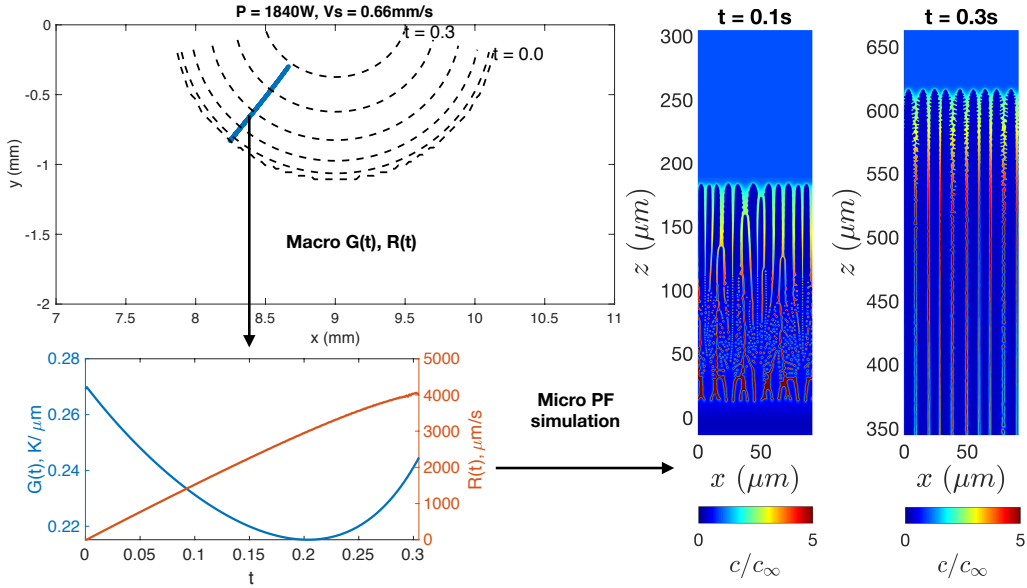 P = 1840W, Vs = 0.66mm/s
0
-0.5
-1
-1.5
-2
y (mm)
t = 0.3
t = 0.0
Macro G(t), R(t)
7 7.5 8 8.5 9 9.5 10 10.5 11
x (mm)
0.28
0.26
0.24
0.22
G(t), K/ μm
5000
4000
3000
2000
1000
0
R(t), μm/s
0 0.05 0.1 0.15 0.2 0.25 0.3
t
Micro PF
simulation
t = 0.1s
300
250
200
150
100
50
0
z (μm)
0 50
x (μm)
0 5
c/c∞
t = 0.3s
650
600
550
500
450
400
350
z (μm)
0 50
x (μm)
0 5
c/c∞